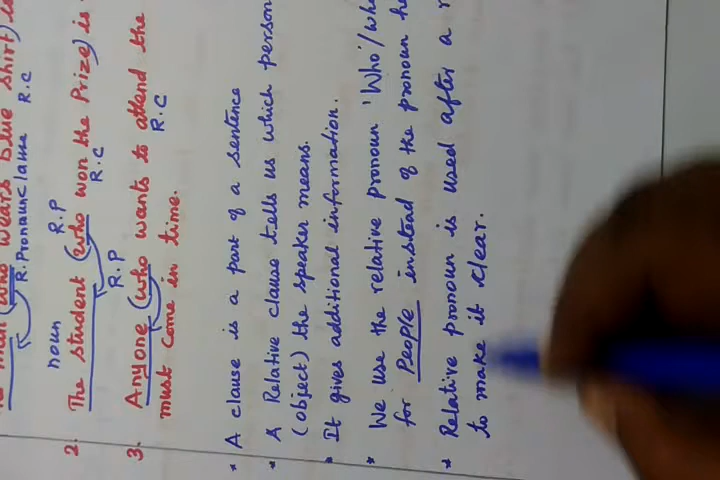 wears blue shirt) is
R.Pronoun clause R.C
noun R.P
2. The student (who won the Prize) is
R.C
R.P
3. Anyone (who wants to attend the
R.C
must come in time.
* A clause is a part of a sentence
* A Relative clause tells us which person
(object) the speaker means.
* It gives additional information.
* We use the relative pronoun 'Who'/
for People instead of the pronoun
* Relative pronoun is used after a
to make it clear.